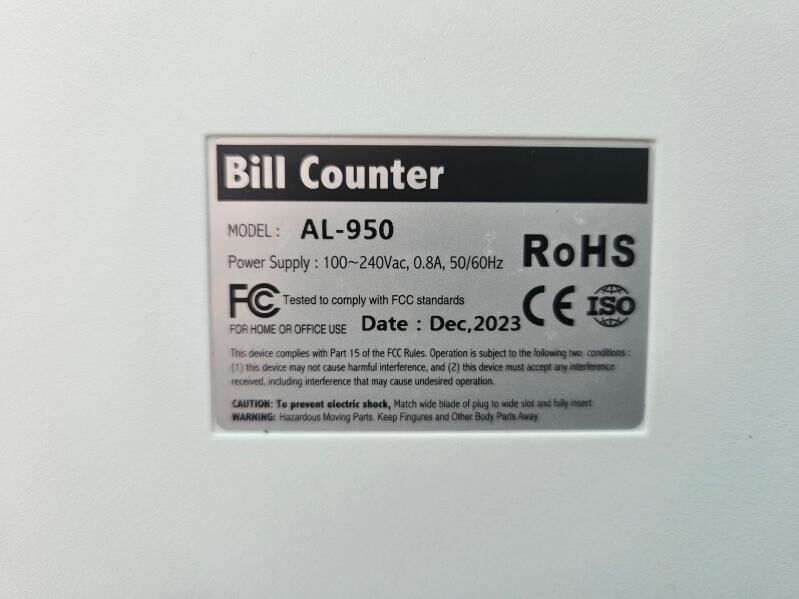 Bill Counter
MODEL : AL-950
Power Supply : 100~240Vac, 0.8A, 50/60Hz
RoHS
FC Tested to comply with FCC standards
FOR HOME OR OFFICE USE Date : Dec,2023
CE ISO
This device complies with Part 15 of the FCC Rules. Operation is subject to the following two conditions :
(1) this device may not cause harmful interference, and (2) this device must accept any interference
received, including interference that may cause undesired operation.
CAUTION: To prevent electric shock, Match wide blade of plug to wide slot and fully insert
WARNING: Hazardous Moving Parts. Keep Fingures and Other Body Parts Away.